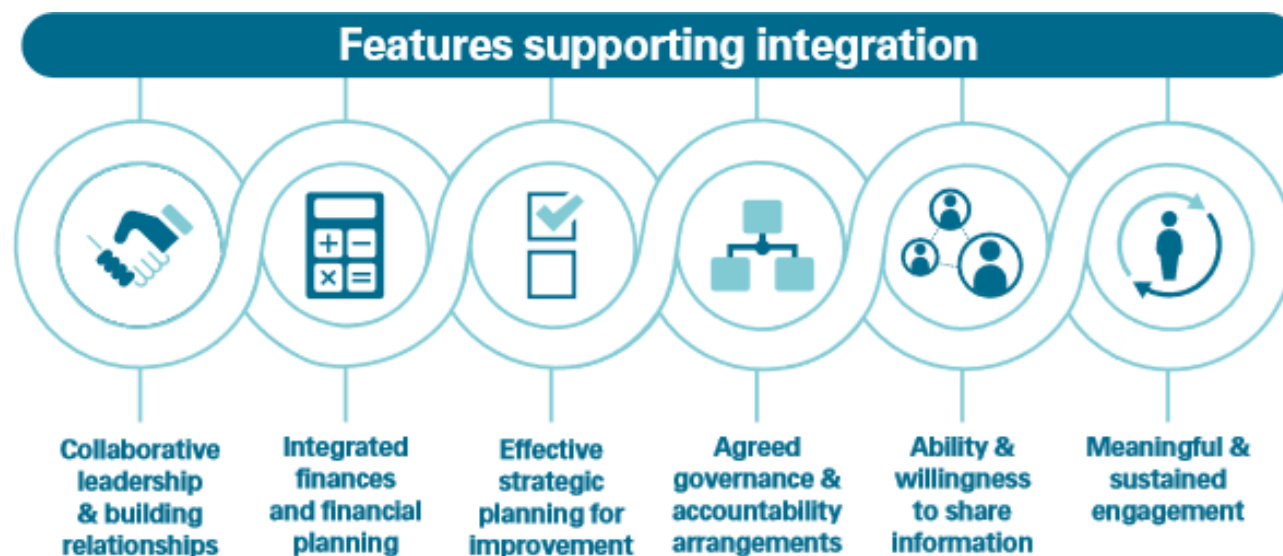 Features supporting integration
Collaborative
leadership
& building
relationships
Integrated
finances
and financial
planning
Effective
strategic
planning for
improvement
Agreed
governance &
accountability
arrangements
Ability &
willingness
to share
information
Meaningful &
sustained
engagement